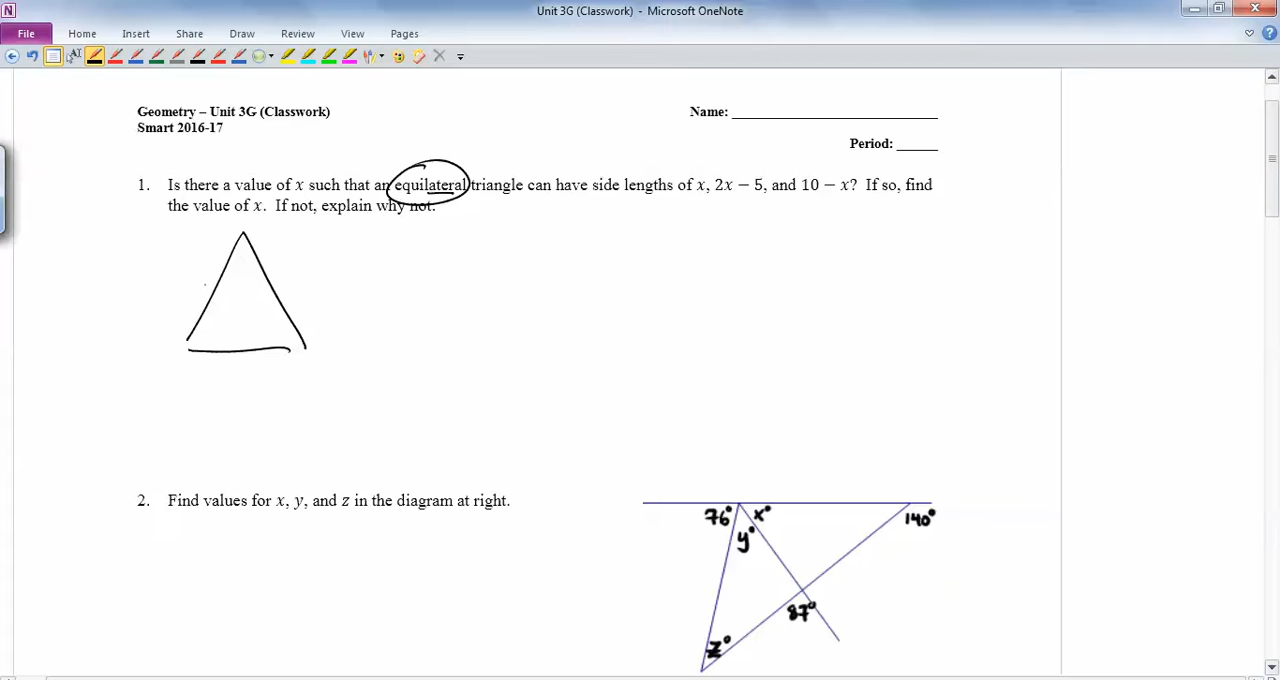 Unit 3G (Classwork) - Microsoft OneNote
File Home Insert Share Draw Review View Pages
Geometry – Unit 3G (Classwork) Name: ____________________
Smart 2016-17
Period: _____
1. Is there a value of x such that an equilateral triangle can have side lengths of x, 2x − 5, and 10 − x? If so, find
the value of x. If not, explain why not.
2. Find values for x, y, and z in the diagram at right.
76° x° 140°
y°
87°
z°